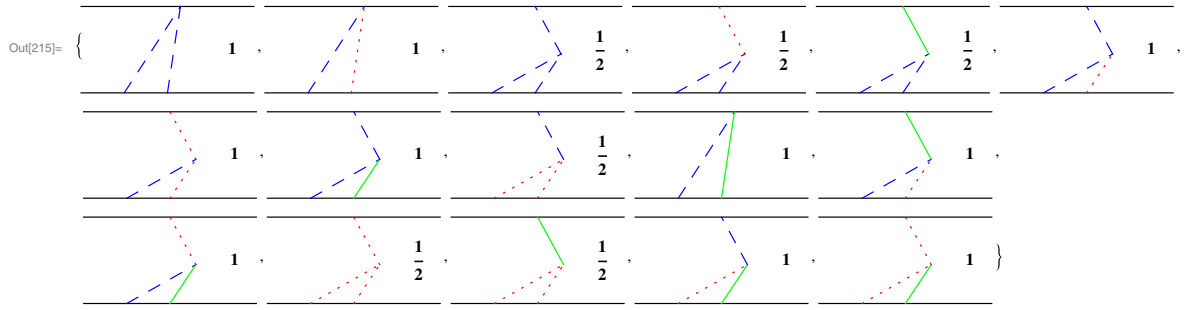 Out[215]= { 1 , 1 , 1/2 , 1/2 , 1/2 , 1 ,
1 , 1 , 1/2 , 1 , 1 ,
1 , 1/2 , 1/2 , 1 , 1 }